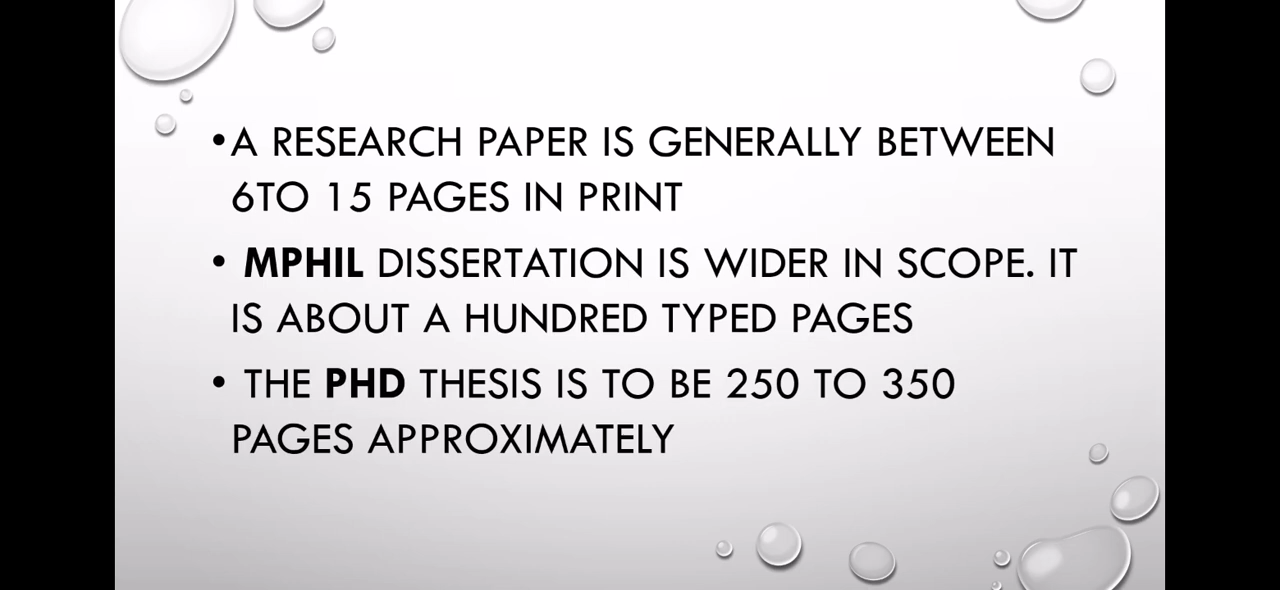 •A RESEARCH PAPER IS GENERALLY BETWEEN
6TO 15 PAGES IN PRINT
• MPHIL DISSERTATION IS WIDER IN SCOPE. IT
IS ABOUT A HUNDRED TYPED PAGES
• THE PHD THESIS IS TO BE 250 TO 350
PAGES APPROXIMATELY